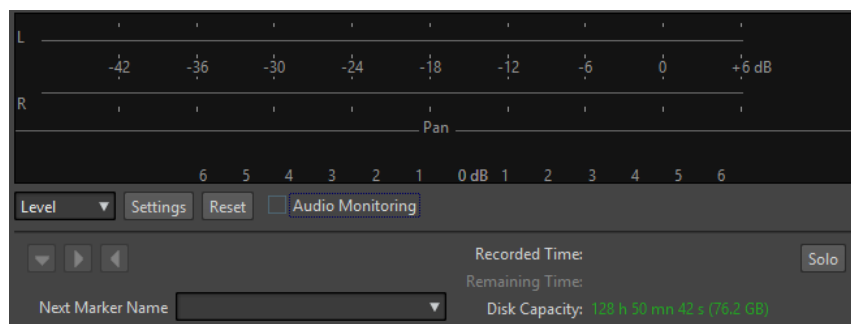 L
-42 -36 -30 -24 -18 -12 -6 0 +6 dB
R
Pan
6 5 4 3 2 1 0 dB 1 2 3 4 5 6
Level Settings Reset Audio Monitoring
Recorded Time: Solo
Remaining Time:
Next Marker Name Disk Capacity: 128 h 50 mn 42 s (76.2 GB)